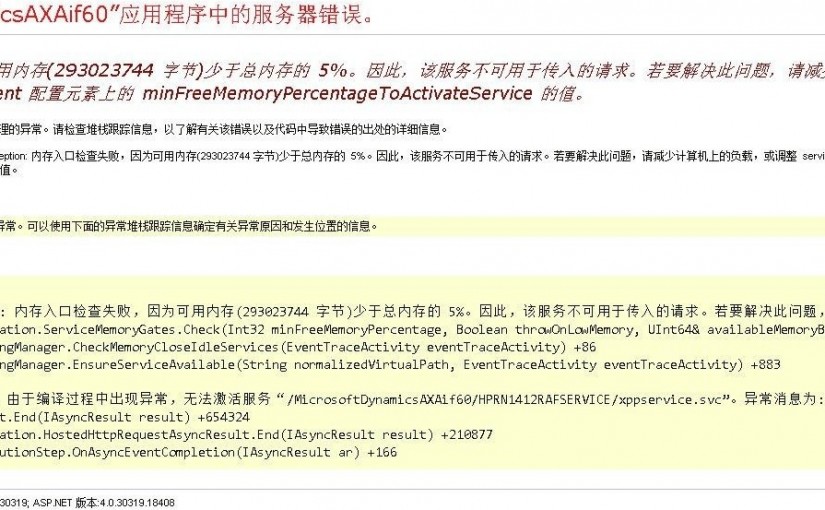 csAXAif60”应用程序中的服务器错误。
用内存(293023744 字节)少于总内存的 5%。因此，该服务不可用于传入的请求。若要解决此问题，请减
ent 配置元素上的 minFreeMemoryPercentageToActivateService 的值。
理的异常。请检查堆栈跟踪信息，以了解有关该错误以及代码中导致错误的出处的详细信息。
eption: 内存入口检查失败，因为可用内存(293023744 字节)少于总内存的 5%。因此，该服务不可用于传入的请求。若要解决此问题，请减少计算机上的负载，或调整 servi
值。
异常。可以使用下面的异常堆栈跟踪信息确定有关异常原因和发生位置的信息。
: 内存入口检查失败，因为可用内存(293023744 字节)少于总内存的 5%。因此，该服务不可用于传入的请求。若要解决此问题，
ation.ServiceMemoryGates.Check(Int32 minFreeMemoryPercentage, Boolean throwOnLowMemory, UInt64& availableMemoryB
ngManager.CheckMemoryCloseIdleServices(EventTraceActivity eventTraceActivity) +86
ngManager.EnsureServiceAvailable(String normalizedVirtualPath, EventTraceActivity eventTraceActivity) +883
由于编译过程中出现异常，无法激活服务“/MicrosoftDynamicsAXAif60/HPRN1412RAFSERVICE/xppservice.svc”。异常消息为:
t.End(IAsyncResult result) +654324
ation.HostedHttpRequestAsyncResult.End(IAsyncResult result) +210877
utionStep.OnAsyncEventCompletion(IAsyncResult ar) +166
30319; ASP.NET 版本:4.0.30319.18408